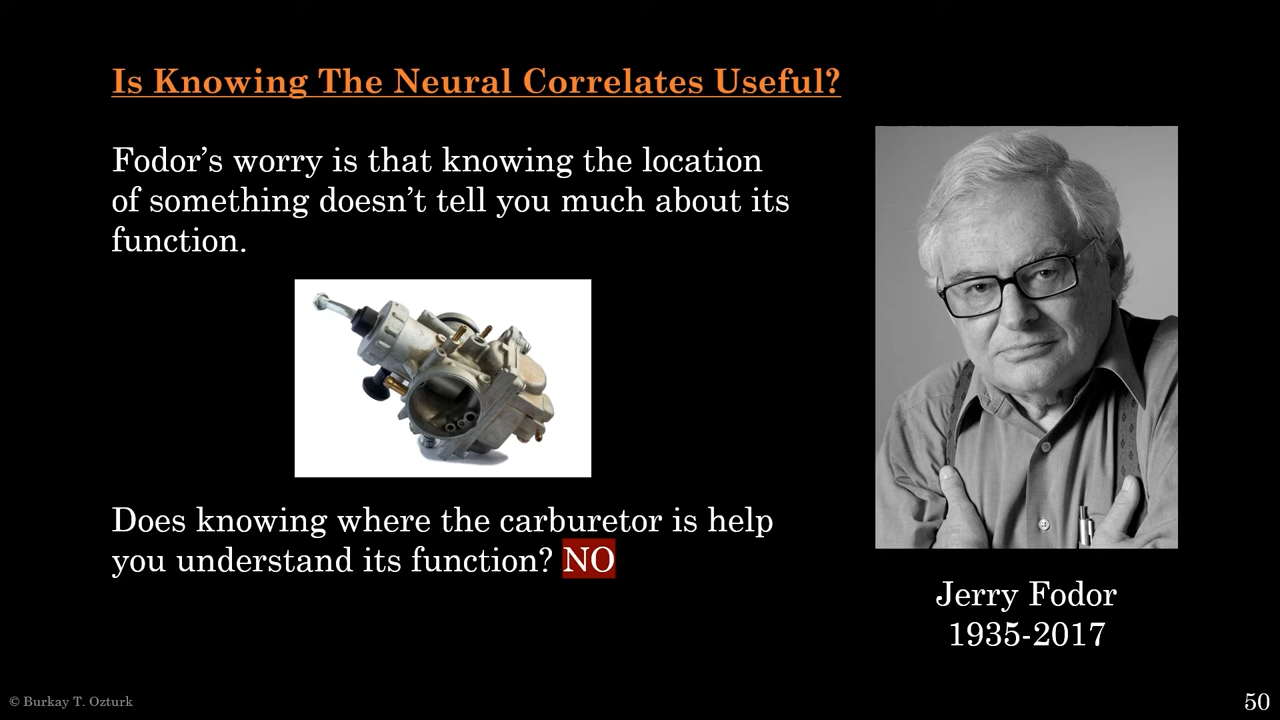 Is Knowing The Neural Correlates Useful?
Fodor’s worry is that knowing the location
of something doesn’t tell you much about its
function.
Does knowing where the carburetor is help
you understand its function? NO
Jerry Fodor
1935-2017
© Burkay T. Ozturk
50